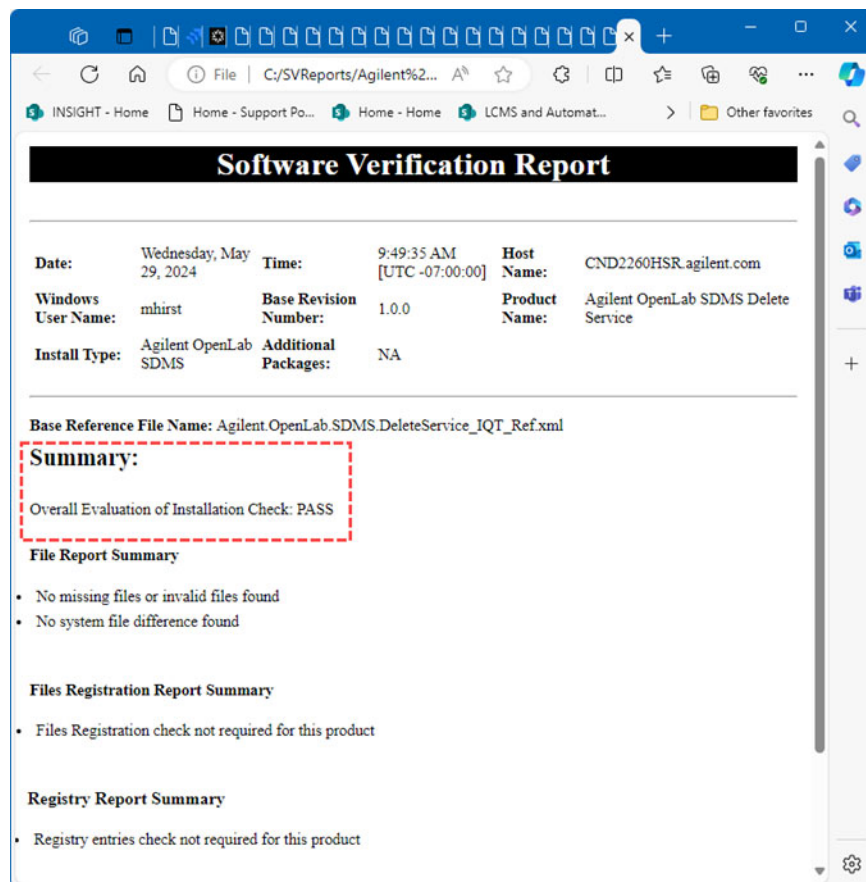 File
C:/SVReports/Agilent%2...
INSIGHT - Home
Home - Support Po...
Home - Home
LCMS and Automat...
Other favorites
Software Verification Report
Date: Wednesday, May 29, 2024 Time: 9:49:35 AM [UTC -07:00:00] Host Name: CND2260HSR.agilent.com
Windows User Name: mhirst Base Revision Number: 1.0.0 Product Name: Agilent OpenLab SDMS Delete Service
Install Type: Agilent OpenLab SDMS Additional Packages: NA
Base Reference File Name: Agilent.OpenLab.SDMS.DeleteService_IQT_Ref.xml
Summary:
Overall Evaluation of Installation Check: PASS
File Report Summary
• No missing files or invalid files found
• No system file difference found
Files Registration Report Summary
• Files Registration check not required for this product
Registry Report Summary
• Registry entries check not required for this product